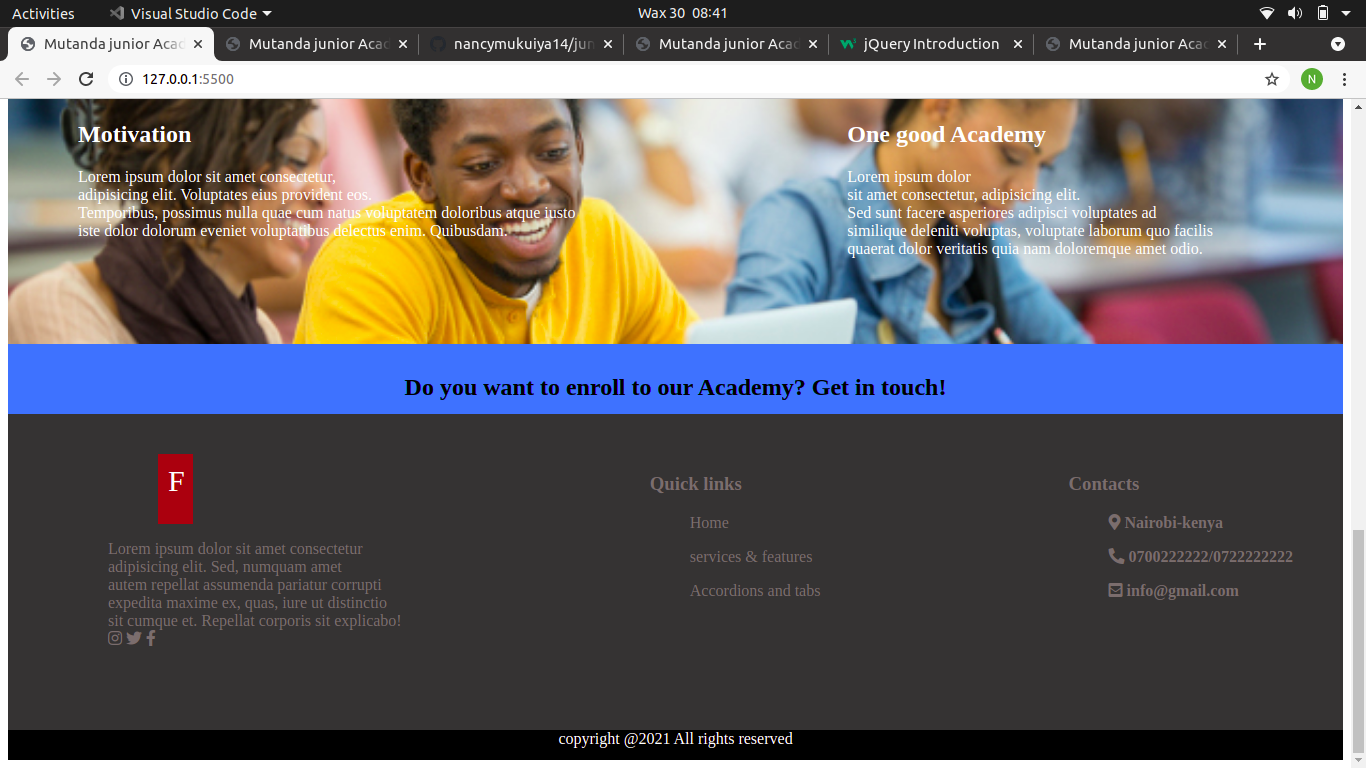 Activities
Visual Studio Code
Wax 30 08:41
Mutanda junior Acad
Mutanda junior Acad
nancymukuiya14/jun
Mutanda junior Acad
jQuery Introduction
Mutanda junior Acad
127.0.0.1:5500
N
Motivation
Lorem ipsum dolor sit amet consectetur,
adipisicing elit. Voluptates eius provident eos.
Temporibus, possimus nulla quae cum natus voluptatem doloribus atque iusto
iste dolor dolorum eveniet voluptatibus delectus enim. Quibusdam.
One good Academy
Lorem ipsum dolor
sit amet consectetur, adipisicing elit.
Sed sunt facere asperiores adipisci voluptates ad
similique deleniti voluptas, voluptate laborum quo facilis
quaerat dolor veritatis quia nam doloremque amet odio.
Do you want to enroll to our Academy? Get in touch!
F
Lorem ipsum dolor sit amet consectetur
adipisicing elit. Sed, numquam amet
autem repellat assumenda pariatur corrupti
expedita maxime ex, quas, iure ut distinctio
sit cumque et. Repellat corporis sit explicabo!
Quick links
Home
services & features
Accordions and tabs
Contacts
Nairobi-kenya
0700222222/0722222222
info@gmail.com
copyright @2021 All rights reserved